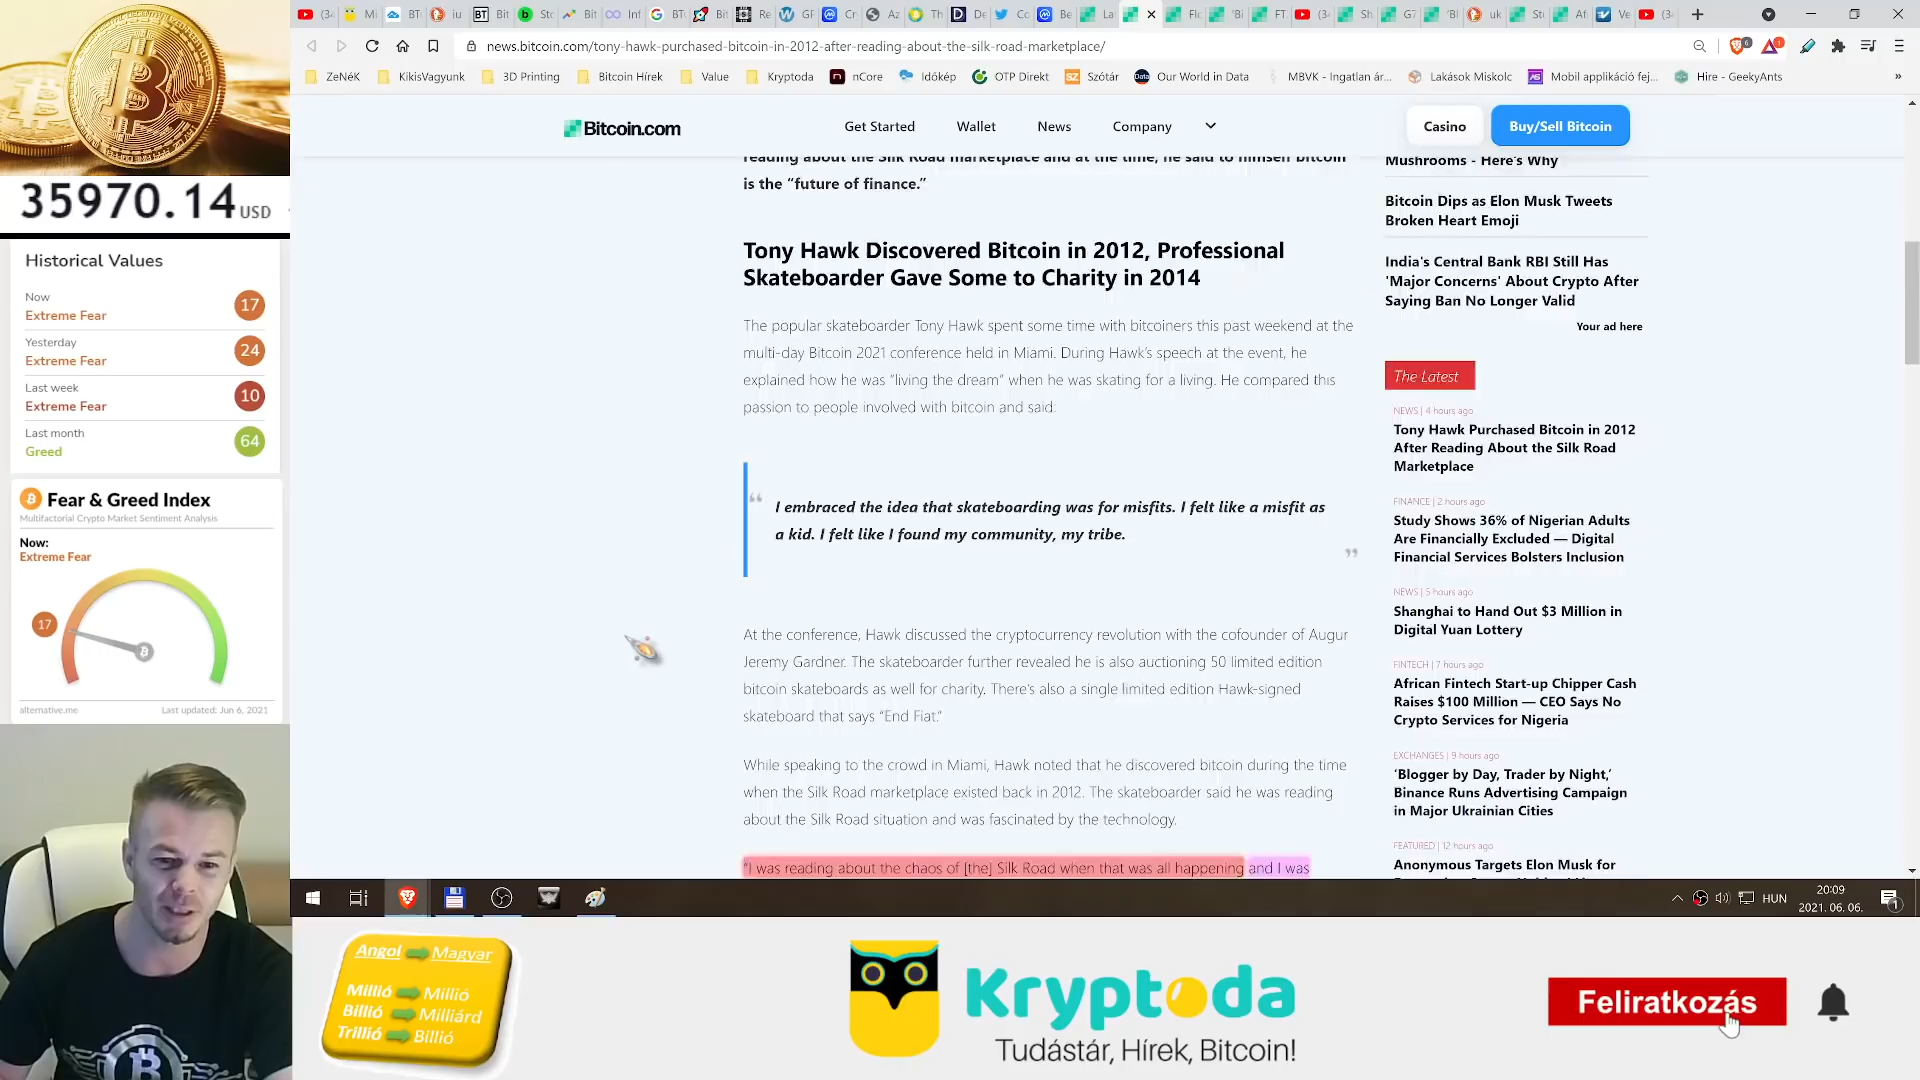 news.bitcoin.com/tony-hawk-purchased-bitcoin-in-2012-after-reading-about-the-silk-road-marketplace/
ZeNéK
KikisVagyunk
3D Printing
Bitcoin Hírek
Value
Kryptoda
nCore
Időkép
OTP Direkt
Szótár
Our World in Data
MBVK - Ingatlan ár...
Lakások Miskolc
Mobil applikáció fej...
Hire - GeekyAnts
Bitcoin.com
Get Started
Wallet
News
Company
Casino
Buy/Sell Bitcoin
35970.14 USD
Historical Values
Now
Extreme Fear
17
Yesterday
Extreme Fear
24
Last week
Extreme Fear
10
Last month
Greed
64
Fear & Greed Index
Multifactorial Crypto Market Sentiment Analysis
Now:
Extreme Fear
17
alternative.me
Last updated: Jun 6, 2021
reading about the Silk Road marketplace and at the time, he said to himself bitcoin
is the “future of finance.”
Tony Hawk Discovered Bitcoin in 2012, Professional
Skateboarder Gave Some to Charity in 2014
The popular skateboarder Tony Hawk spent some time with bitcoiners this past weekend at the
multi-day Bitcoin 2021 conference held in Miami. During Hawk’s speech at the event, he
explained how he was “living the dream” when he was skating for a living. He compared this
passion to people involved with bitcoin and said:
“
I embraced the idea that skateboarding was for misfits. I felt like a misfit as
a kid. I felt like I found my community, my tribe.
”
At the conference, Hawk discussed the cryptocurrency revolution with the cofounder of Augur
Jeremy Gardner. The skateboarder further revealed he is also auctioning 50 limited edition
bitcoin skateboards as well for charity. There’s also a single limited edition Hawk-signed
skateboard that says “End Fiat.”
While speaking to the crowd in Miami, Hawk noted that he discovered bitcoin during the time
when the Silk Road marketplace existed back in 2012. The skateboarder said he was reading
about the Silk Road situation and was fascinated by the technology.
“I was reading about the chaos of [the] Silk Road when that was all happening and I was
Mushrooms - Here's Why
Bitcoin Dips as Elon Musk Tweets
Broken Heart Emoji
India's Central Bank RBI Still Has
'Major Concerns' About Crypto After
Saying Ban No Longer Valid
Your ad here
The Latest
NEWS | 4 hours ago
Tony Hawk Purchased Bitcoin in 2012
After Reading About the Silk Road
Marketplace
FINANCE | 2 hours ago
Study Shows 36% of Nigerian Adults
Are Financially Excluded — Digital
Financial Services Bolsters Inclusion
NEWS | 5 hours ago
Shanghai to Hand Out $3 Million in
Digital Yuan Lottery
FINTECH | 7 hours ago
African Fintech Start-up Chipper Cash
Raises $100 Million — CEO Says No
Crypto Services for Nigeria
EXCHANGES | 9 hours ago
‘Blogger by Day, Trader by Night,’
Binance Runs Advertising Campaign
in Major Ukrainian Cities
FEATURED | 12 hours ago
Anonymous Targets Elon Musk for
HUN
20:09
2021. 06. 06.
Angol Magyar
Millió Millió
Billió Milliárd
Trillió Billió
Kryptoda
Tudástár, Hírek, Bitcoin!
Feliratkozás